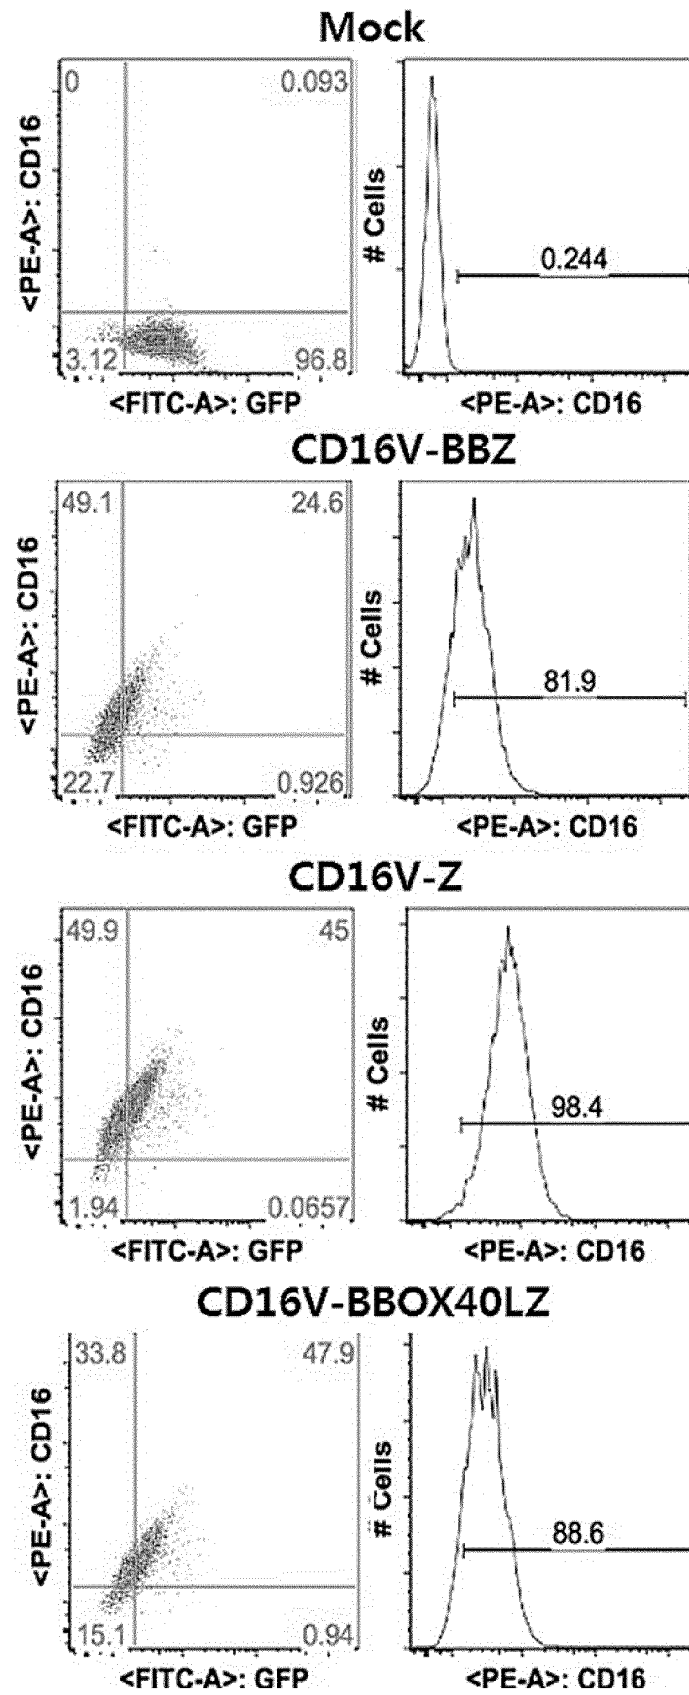 Mock
<PE-A>: CD16
0
0.093
3.12
96.8
<FITC-A>: GFP
# Cells
0.244
<PE-A>: CD16
CD16V-BBZ
<PE-A>: CD16
49.1
24.6
22.7
0.926
<FITC-A>: GFP
# Cells
81.9
<PE-A>: CD16
CD16V-Z
<PE-A>: CD16
49.9
45
1.94
0.0657
<FITC-A>: GFP
# Cells
98.4
<PE-A>: CD16
CD16V-BBOX40LZ
<PE-A>: CD16
33.8
47.9
15.1
0.94
<FITC-A>: GFP
# Cells
88.6
<PE-A>: CD16